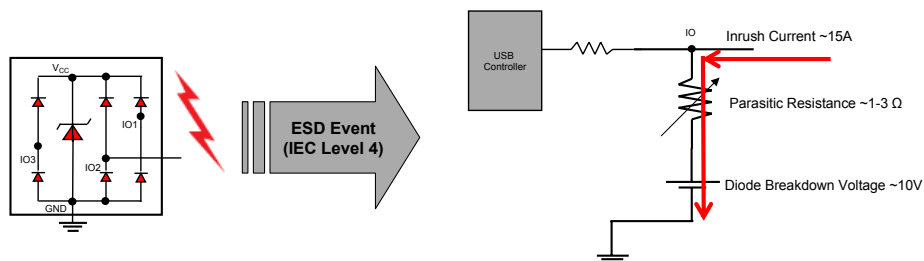 V_CC
IO1
IO3
IO2
GND
ESD Event
(IEC Level 4)
USB
Controller
IO
Inrush Current ~15A
Parasitic Resistance ~1-3 Ω
Diode Breakdown Voltage ~10V